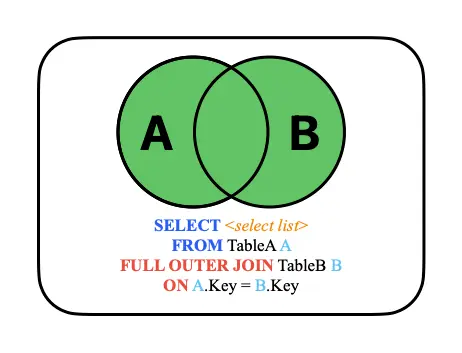 A B
SELECT <select list>
FROM TableA A
FULL OUTER JOIN TableB B
ON A.Key = B.Key